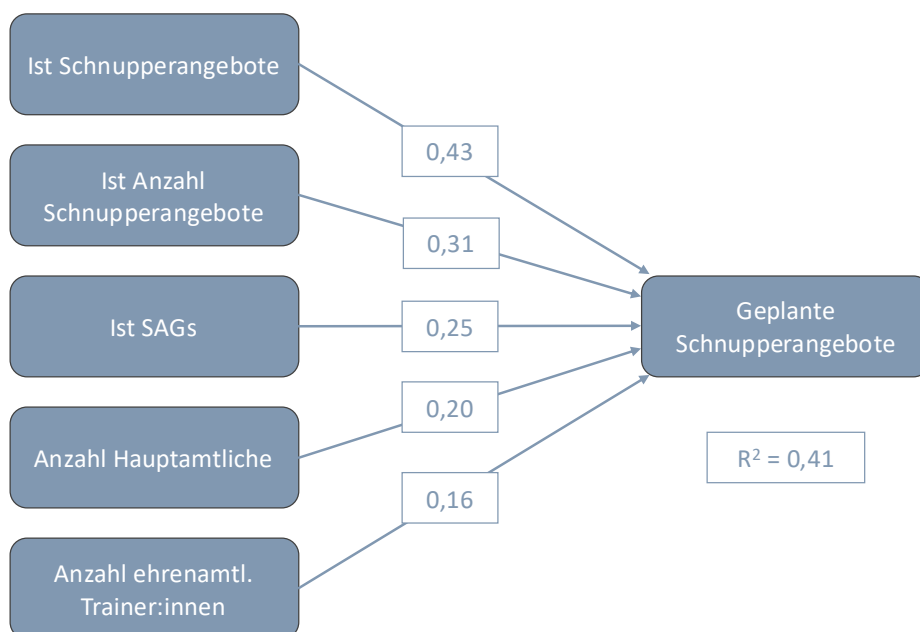 Ist Schnupperangebote
0,43
Ist Anzahl
Schnupperangebote
0,31
Ist SAGs
0,25
Geplante
Schnupperangebote
Anzahl Hauptamtliche
0,20
R² = 0,41
0,16
Anzahl ehrenamtl.
Trainer:innen